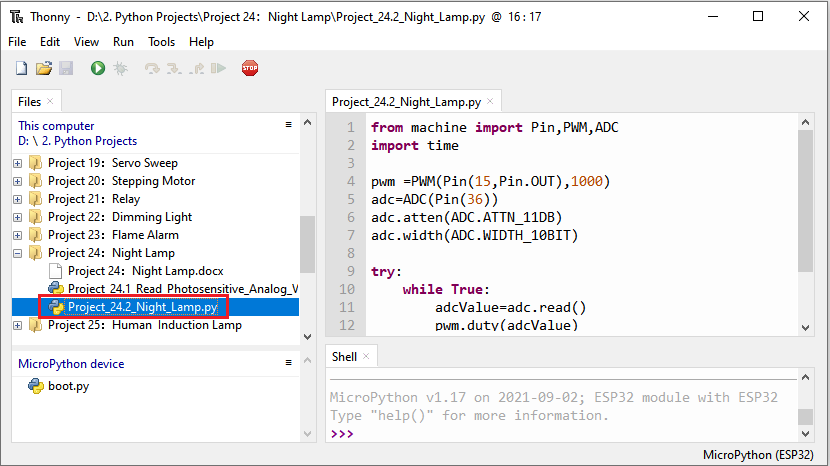 Thonny - D:\2. Python Projects\Project 24：Night Lamp\Project_24.2_Night_Lamp.py @ 16 : 17
File Edit View Run Tools Help
STOP
Files
This computer
D: \ 2. Python Projects
Project 19：Servo Sweep
Project 20：Stepping Motor
Project 21：Relay
Project 22：Dimming Light
Project 23：Flame Alarm
Project 24：Night Lamp
Project 24：Night Lamp.docx
Project_24.1_Read_Photosensitive_Analog_V
Project_24.2_Night_Lamp.py
Project 25：Human Induction Lamp
MicroPython device
boot.py
Project_24.2_Night_Lamp.py
1 from machine import Pin,PWM,ADC
2 import time
3
4 pwm =PWM(Pin(15,Pin.OUT),1000)
5 adc=ADC(Pin(36))
6 adc.atten(ADC.ATTN_11DB)
7 adc.width(ADC.WIDTH_10BIT)
8
9 try:
10 while True:
11 adcValue=adc.read()
12 pwm.duty(adcValue)
Shell
MicroPython v1.17 on 2021-09-02; ESP32 module with ESP32
Type "help()" for more information.
>>>
MicroPython (ESP32)